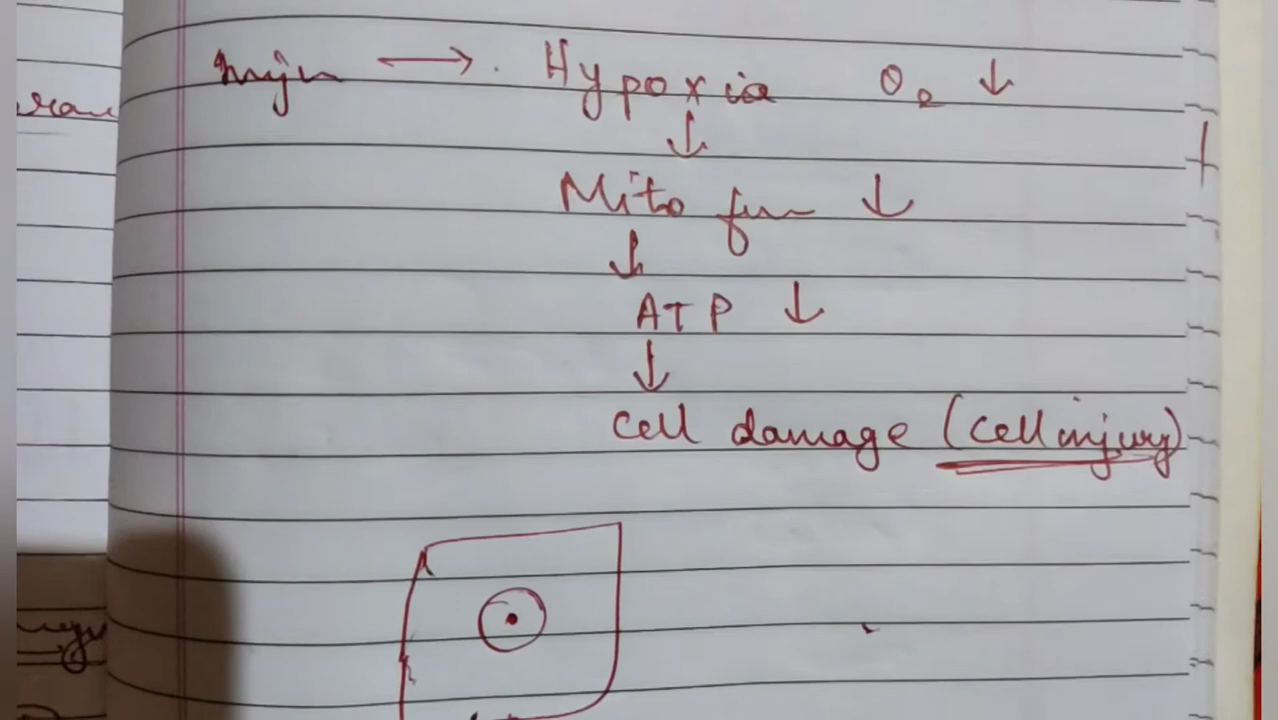 → Hypoxia O₂ ↓
↓
Mito fun ↓
↓
ATP ↓
↓
Cell damage (Cell injury)